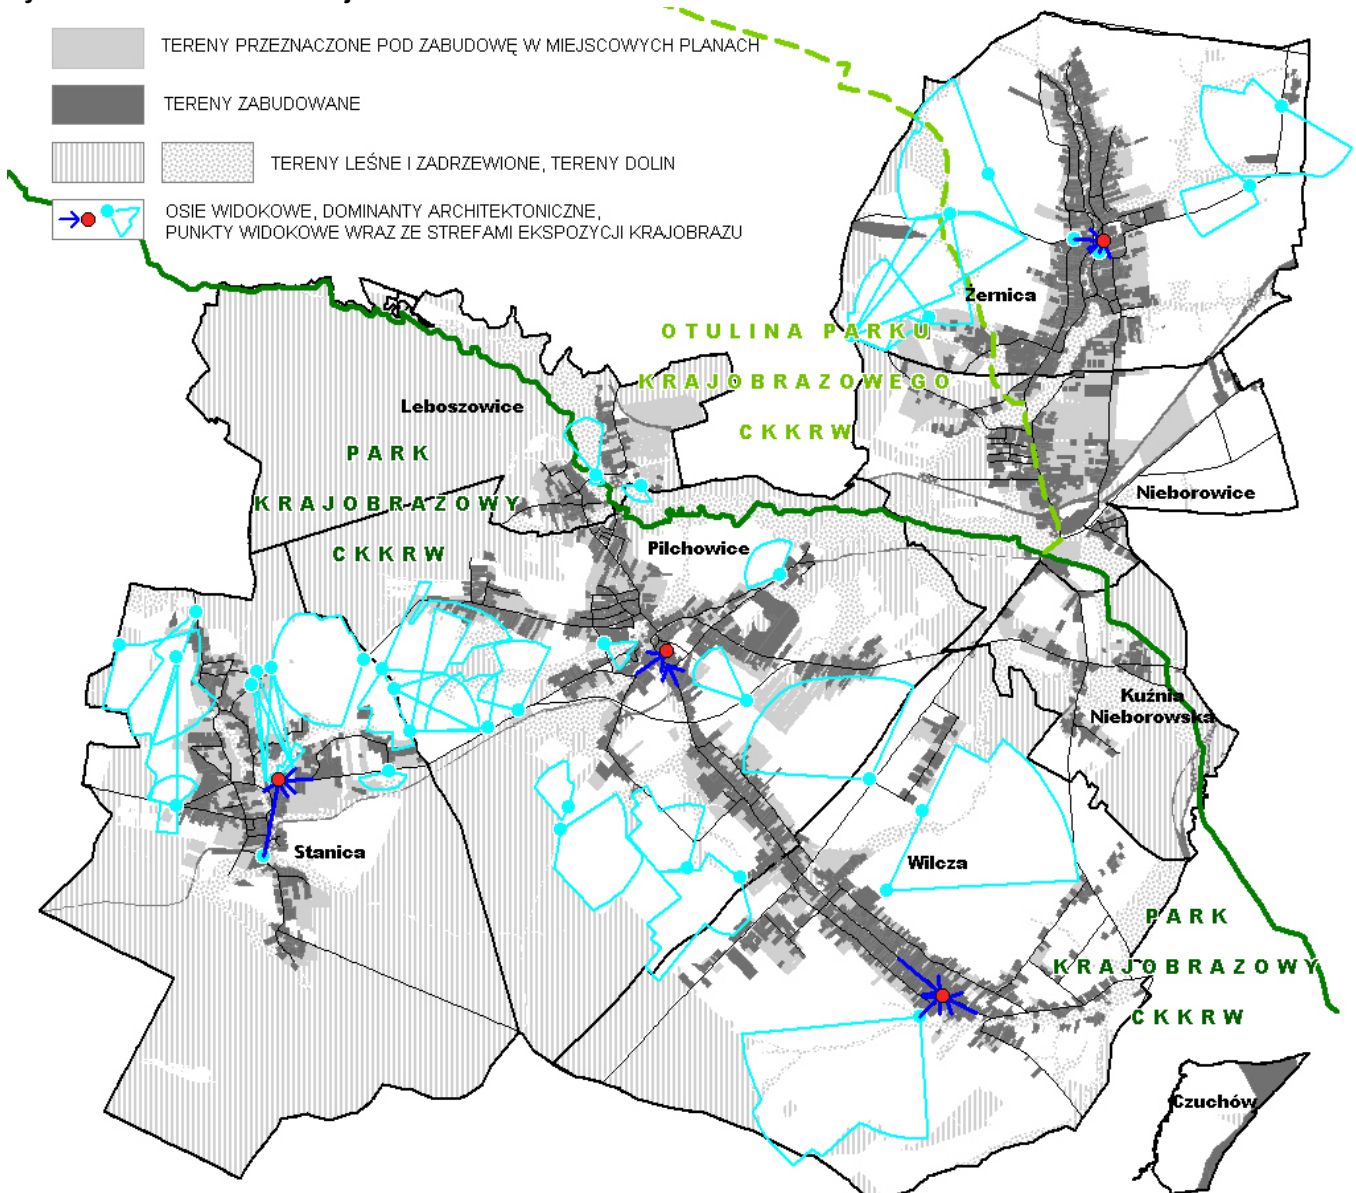 TERENY PRZEZNACZONE POD ZABUDOWĘ W MIEJSCOWYCH PLANACH
TERENY ZABUDOWANE
TERENY LEŚNE I ZADRZEWIONE, TERENY DOLIN
OSIE WIDOKOWE, DOMINANTY ARCHITEKTONICZNE,
PUNKTY WIDOKOWE WRAZ ZE STREFAMI EKSPOZYCJI KRAJOBRAZU
Żernica
OTULINA PARKU
KRAJOBRAZOWEGO
CKKRW
Leboszowice
PARK
KRAJOBRAZOWY
CKKRW
Nieborowice
Pilchowice
Kuźnia
Nieborowska
Stanica
Wilcza
PARK
KRAJOBRAZOWY
CKKRW
Czuchów